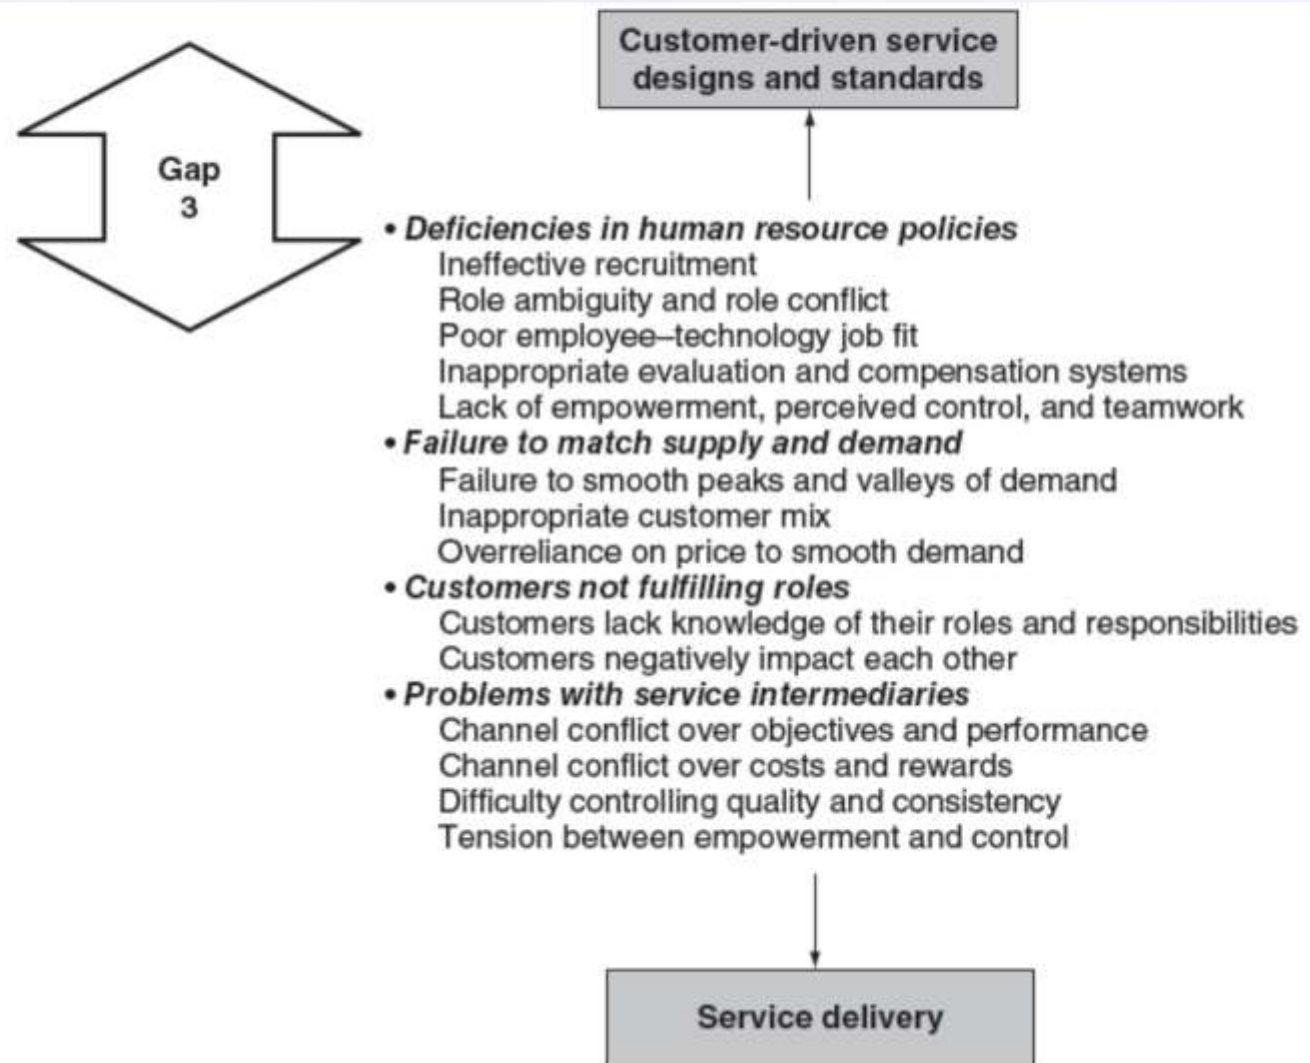 Customer-driven service
designs and standards
Gap
3
• Deficiencies in human resource policies
Ineffective recruitment
Role ambiguity and role conflict
Poor employee–technology job fit
Inappropriate evaluation and compensation systems
Lack of empowerment, perceived control, and teamwork
• Failure to match supply and demand
Failure to smooth peaks and valleys of demand
Inappropriate customer mix
Overreliance on price to smooth demand
• Customers not fulfilling roles
Customers lack knowledge of their roles and responsibilities
Customers negatively impact each other
• Problems with service intermediaries
Channel conflict over objectives and performance
Channel conflict over costs and rewards
Difficulty controlling quality and consistency
Tension between empowerment and control
Service delivery